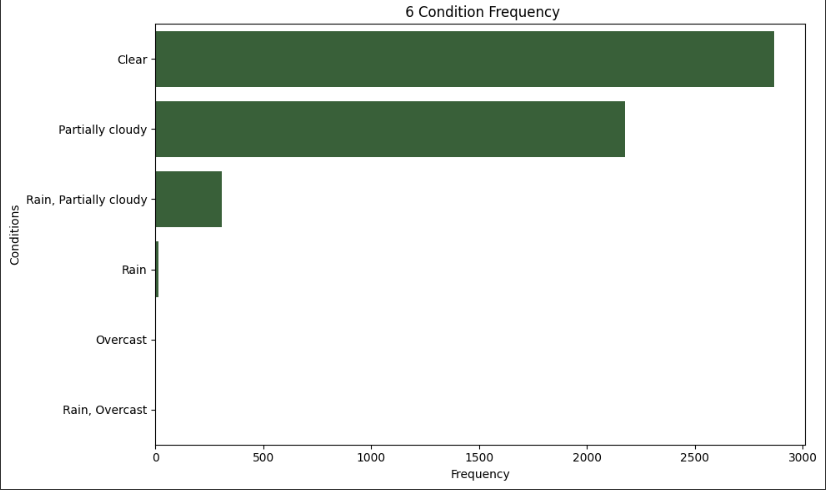 6 Condition Frequency
Clear
Partially cloudy
Rain, Partially cloudy
Rain
Overcast
Rain, Overcast
Conditions
0 500 1000 1500 2000 2500 3000
Frequency